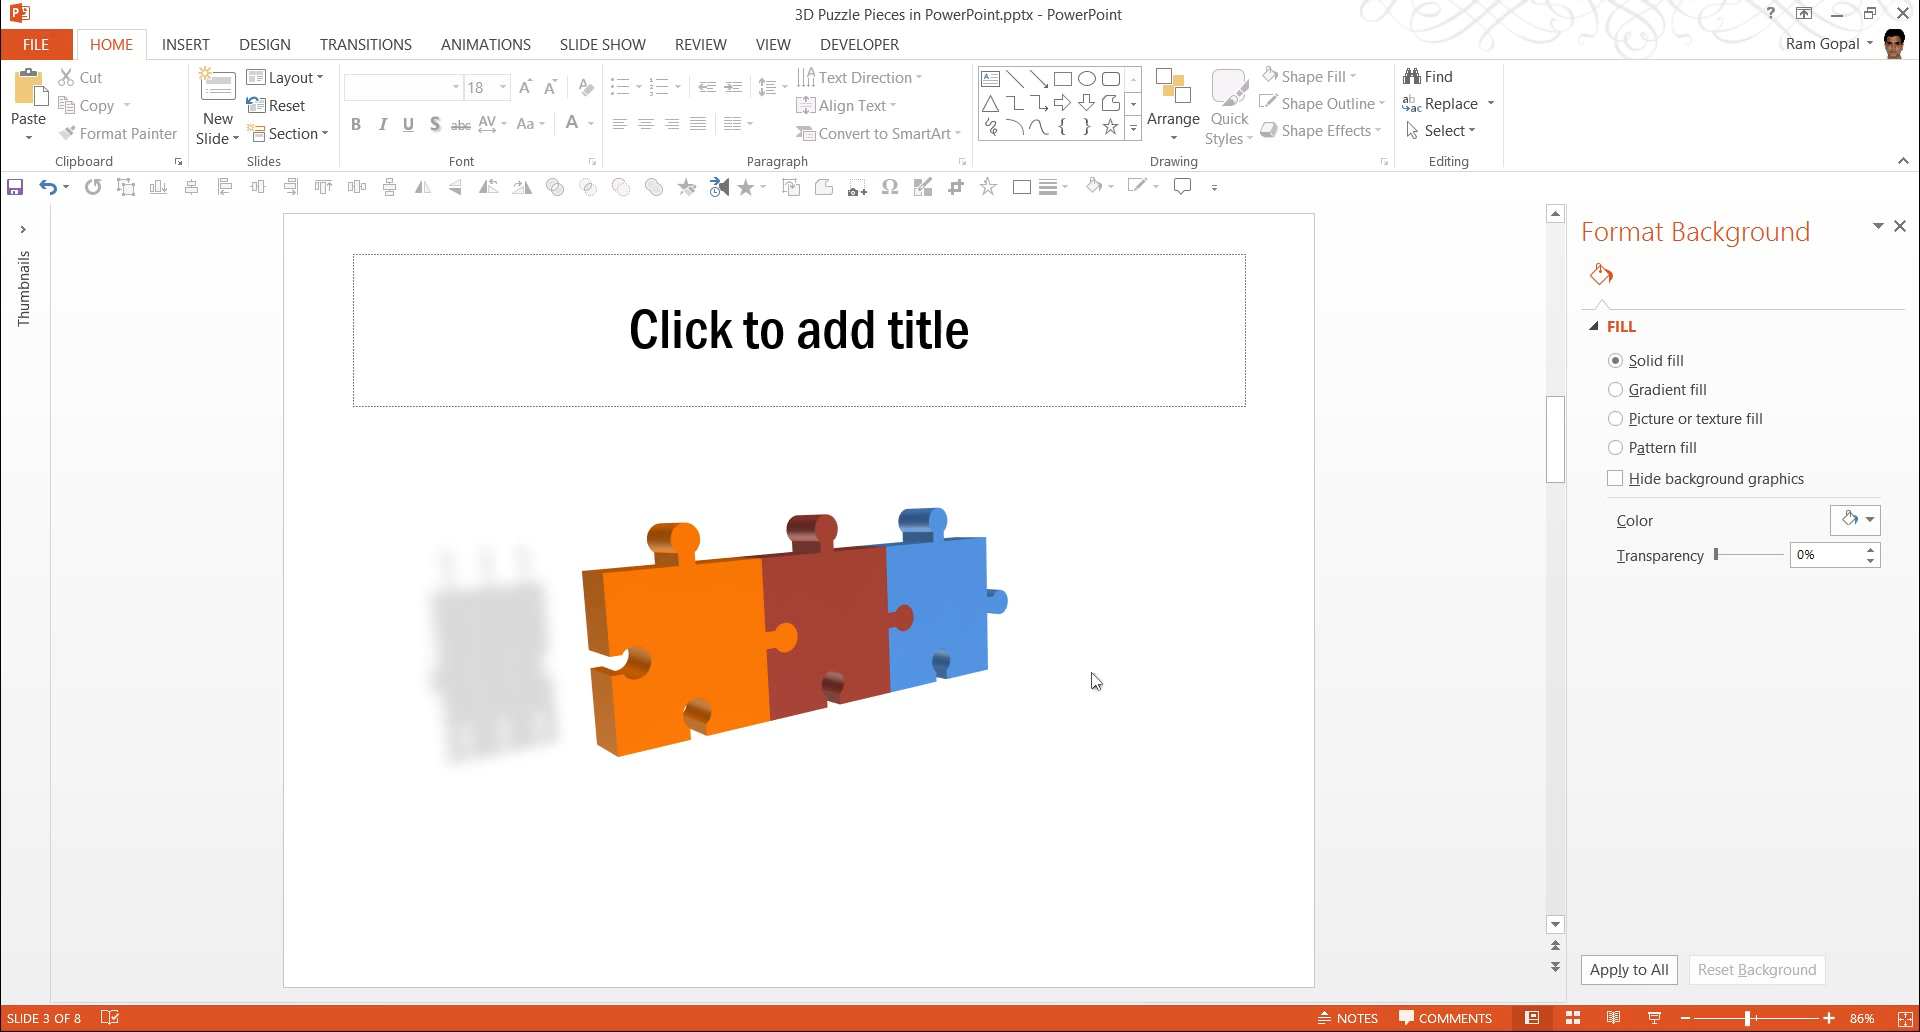 3D Puzzle Pieces in PowerPoint.pptx - PowerPoint
FILE HOME INSERT DESIGN TRANSITIONS ANIMATIONS SLIDE SHOW REVIEW VIEW DEVELOPER Ram Gopal
Paste
Cut
Copy
Format Painter
Clipboard
New
Slide
Layout
Reset
Section
Slides
18
B I U S abc AV Aa A
Font
Text Direction
Align Text
Convert to SmartArt
Paragraph
Arrange
Quick
Styles
Shape Fill
Shape Outline
Shape Effects
Drawing
Find
Replace
Select
Editing
Thumbnails
Click to add title
Format Background
FILL
Solid fill
Gradient fill
Picture or texture fill
Pattern fill
Hide background graphics
Color
Transparency 0%
Apply to All Reset Background
SLIDE 3 OF 8 NOTES COMMENTS 86%